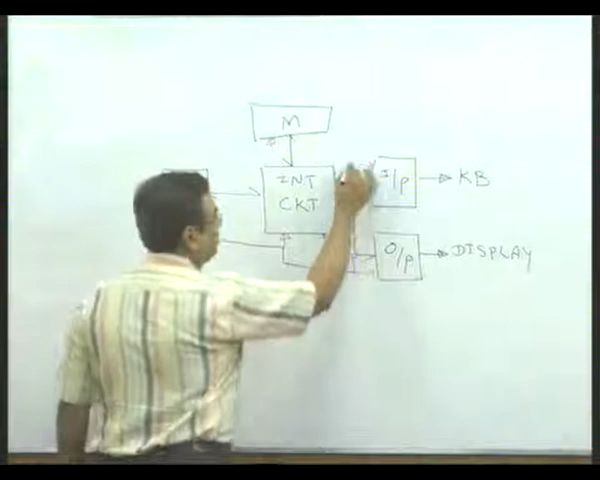 M
INT
CKT
I/p
KB
O/p
DISPLAY